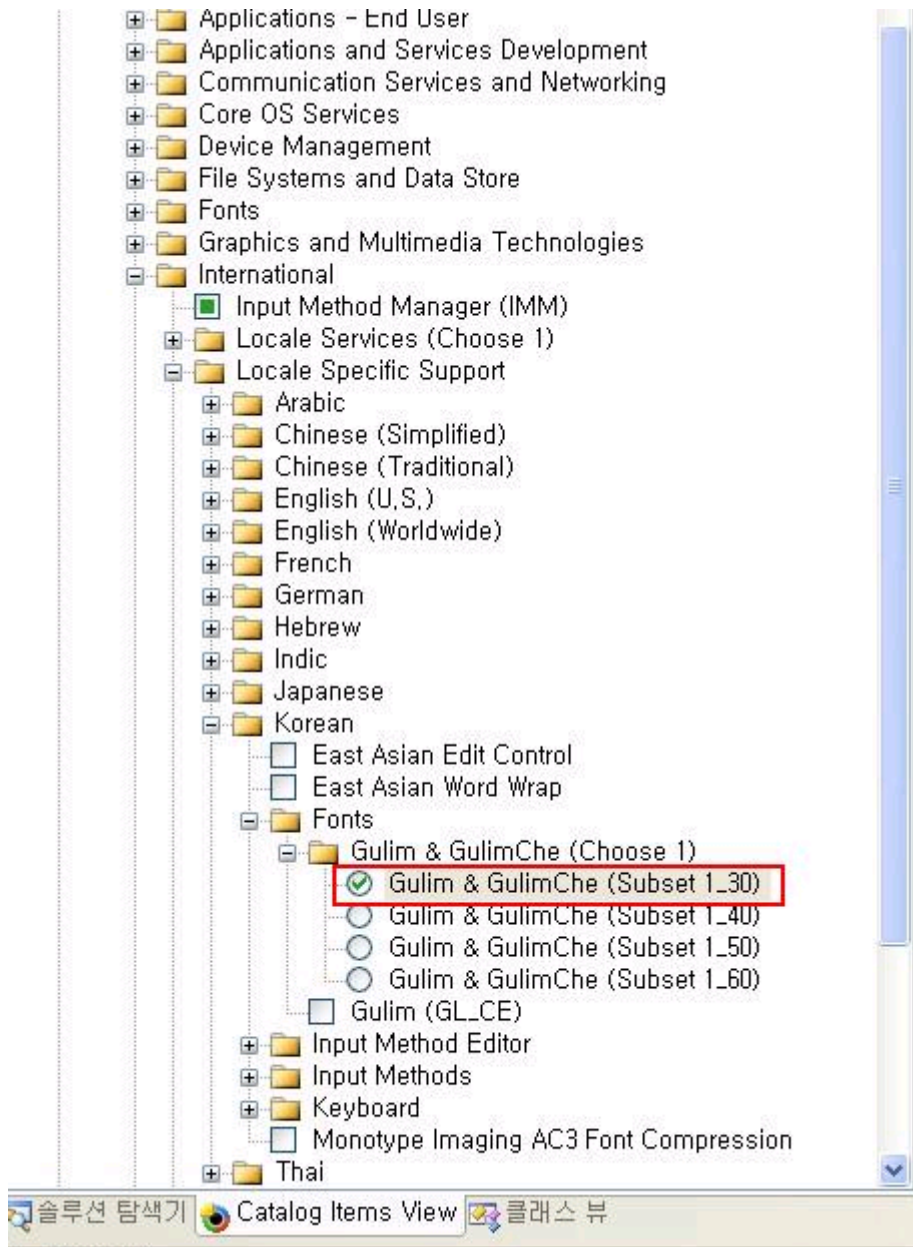 Applications - End User
Applications and Services Development
Communication Services and Networking
Core OS Services
Device Management
File Systems and Data Store
Fonts
Graphics and Multimedia Technologies
International
Input Method Manager (IMM)
Locale Services (Choose 1)
Locale Specific Support
Arabic
Chinese (Simplified)
Chinese (Traditional)
English (U.S.)
English (Worldwide)
French
German
Hebrew
Indic
Japanese
Korean
East Asian Edit Control
East Asian Word Wrap
Fonts
Gulim & GulimChe (Choose 1)
Gulim & GulimChe (Subset 1_30)
Gulim & GulimChe (Subset 1_40)
Gulim & GulimChe (Subset 1_50)
Gulim & GulimChe (Subset 1_60)
Gulim (GL_CE)
Input Method Editor
Input Methods
Keyboard
Monotype Imaging AC3 Font Compression
Thai
솔루션 탐색기 Catalog Items View 클래스 뷰